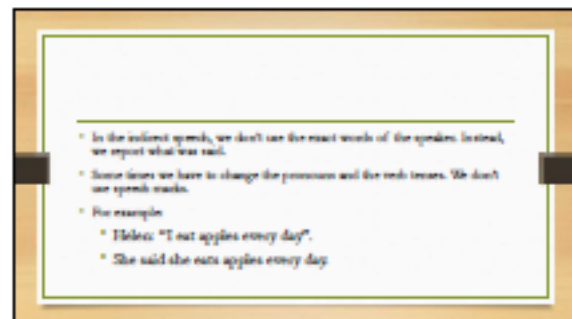 In the indirect speech, we don't use the exact words of the speaker. Instead,
we report what was said.
Some times we have to change the pronouns and the verb tenses. We don't
use speech marks.
For example:
Helen: "I eat apples every day".
She said she eats apples every day.